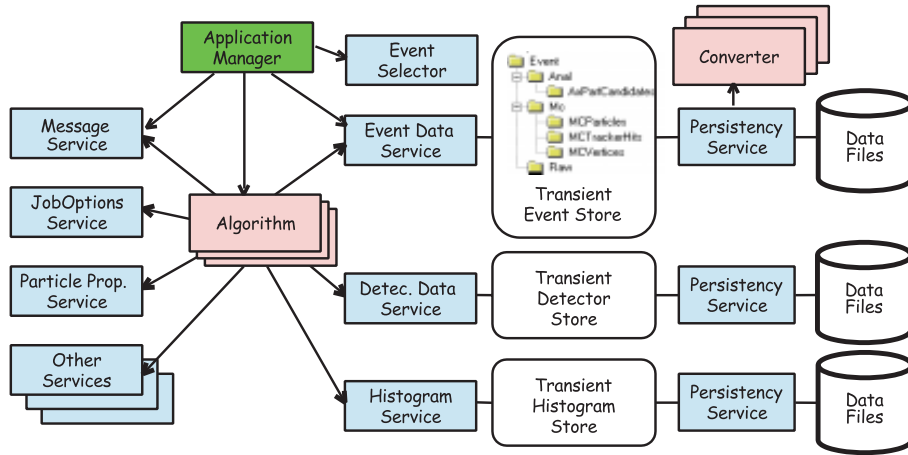 Application
Manager
Event
Selector
Converter
Message
Service
Event Data
Service
Event
Anal
AxPartCandidates
Mc
MCParticles
MCTrackerHits
MCVertices
Raw
Transient
Event Store
Persistency
Service
Data
Files
JobOptions
Service
Algorithm
Particle Prop.
Service
Detec. Data
Service
Transient
Detector
Store
Persistency
Service
Data
Files
Other
Services
Histogram
Service
Transient
Histogram
Store
Persistency
Service
Data
Files